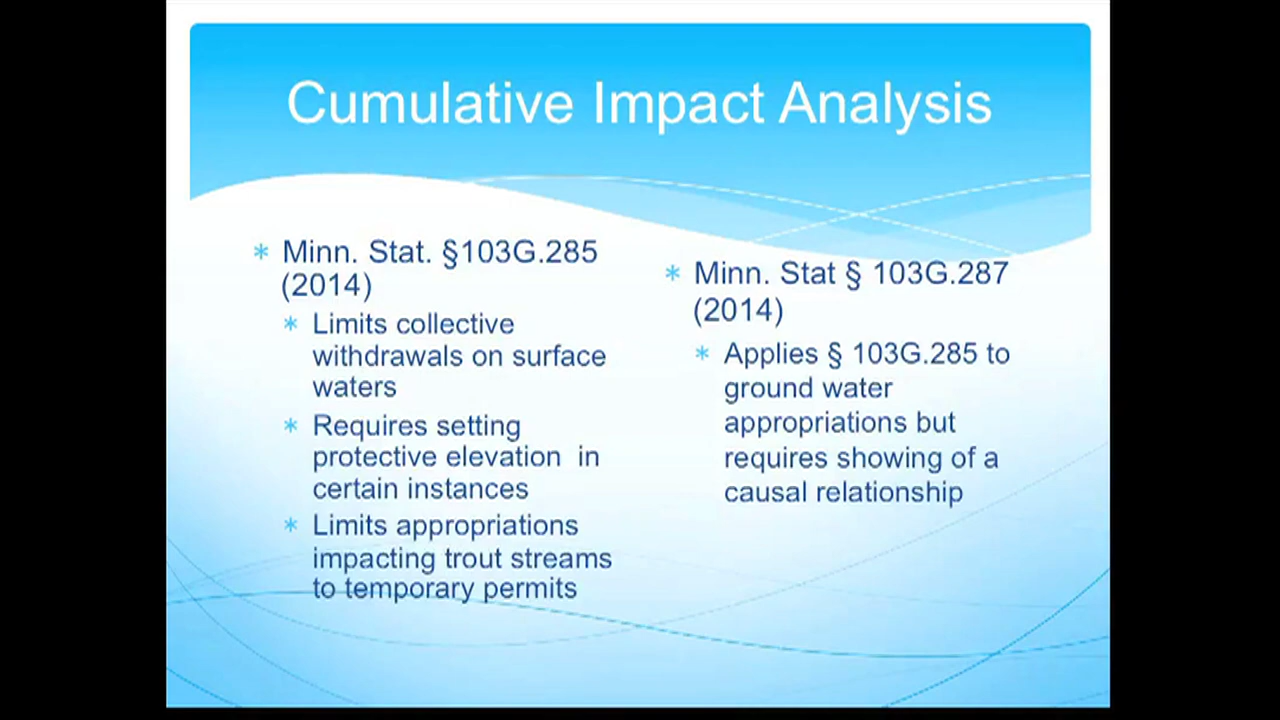 Cumulative Impact Analysis
* Minn. Stat. §103G.285
(2014)
* Limits collective
withdrawals on surface
waters
* Requires setting
protective elevation in
certain instances
* Limits appropriations
impacting trout streams
to temporary permits
* Minn. Stat § 103G.287
(2014)
* Applies § 103G.285 to
ground water
appropriations but
requires showing of a
causal relationship